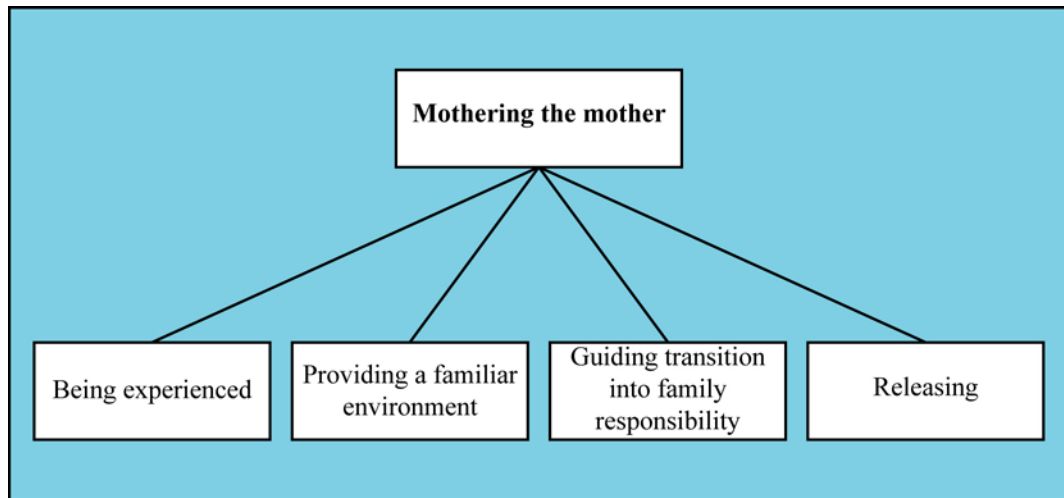 Mothering the mother
Being experienced
Providing a familiar
environment
Guiding transition
into family
responsibility
Releasing